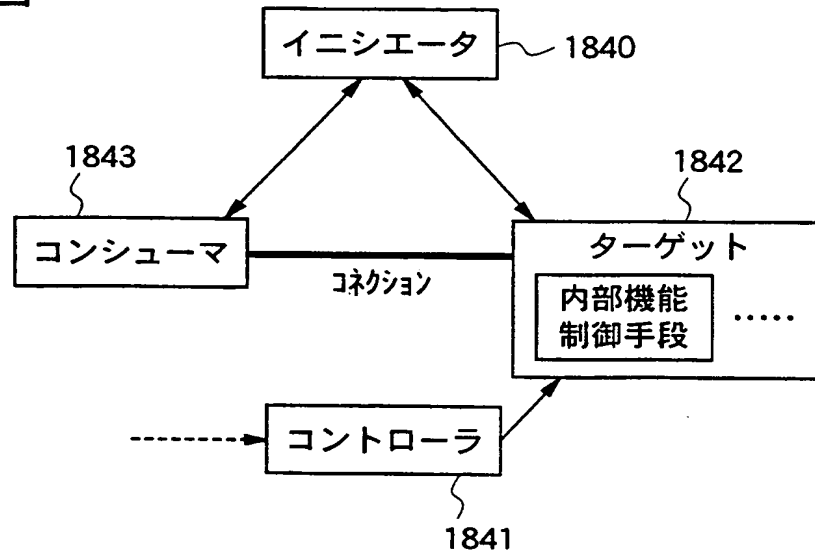 イニシエータ
1840
1843
1842
コンシューマ
ターゲット
コネクション
内部機能
制御手段
.....
コントローラ
1841